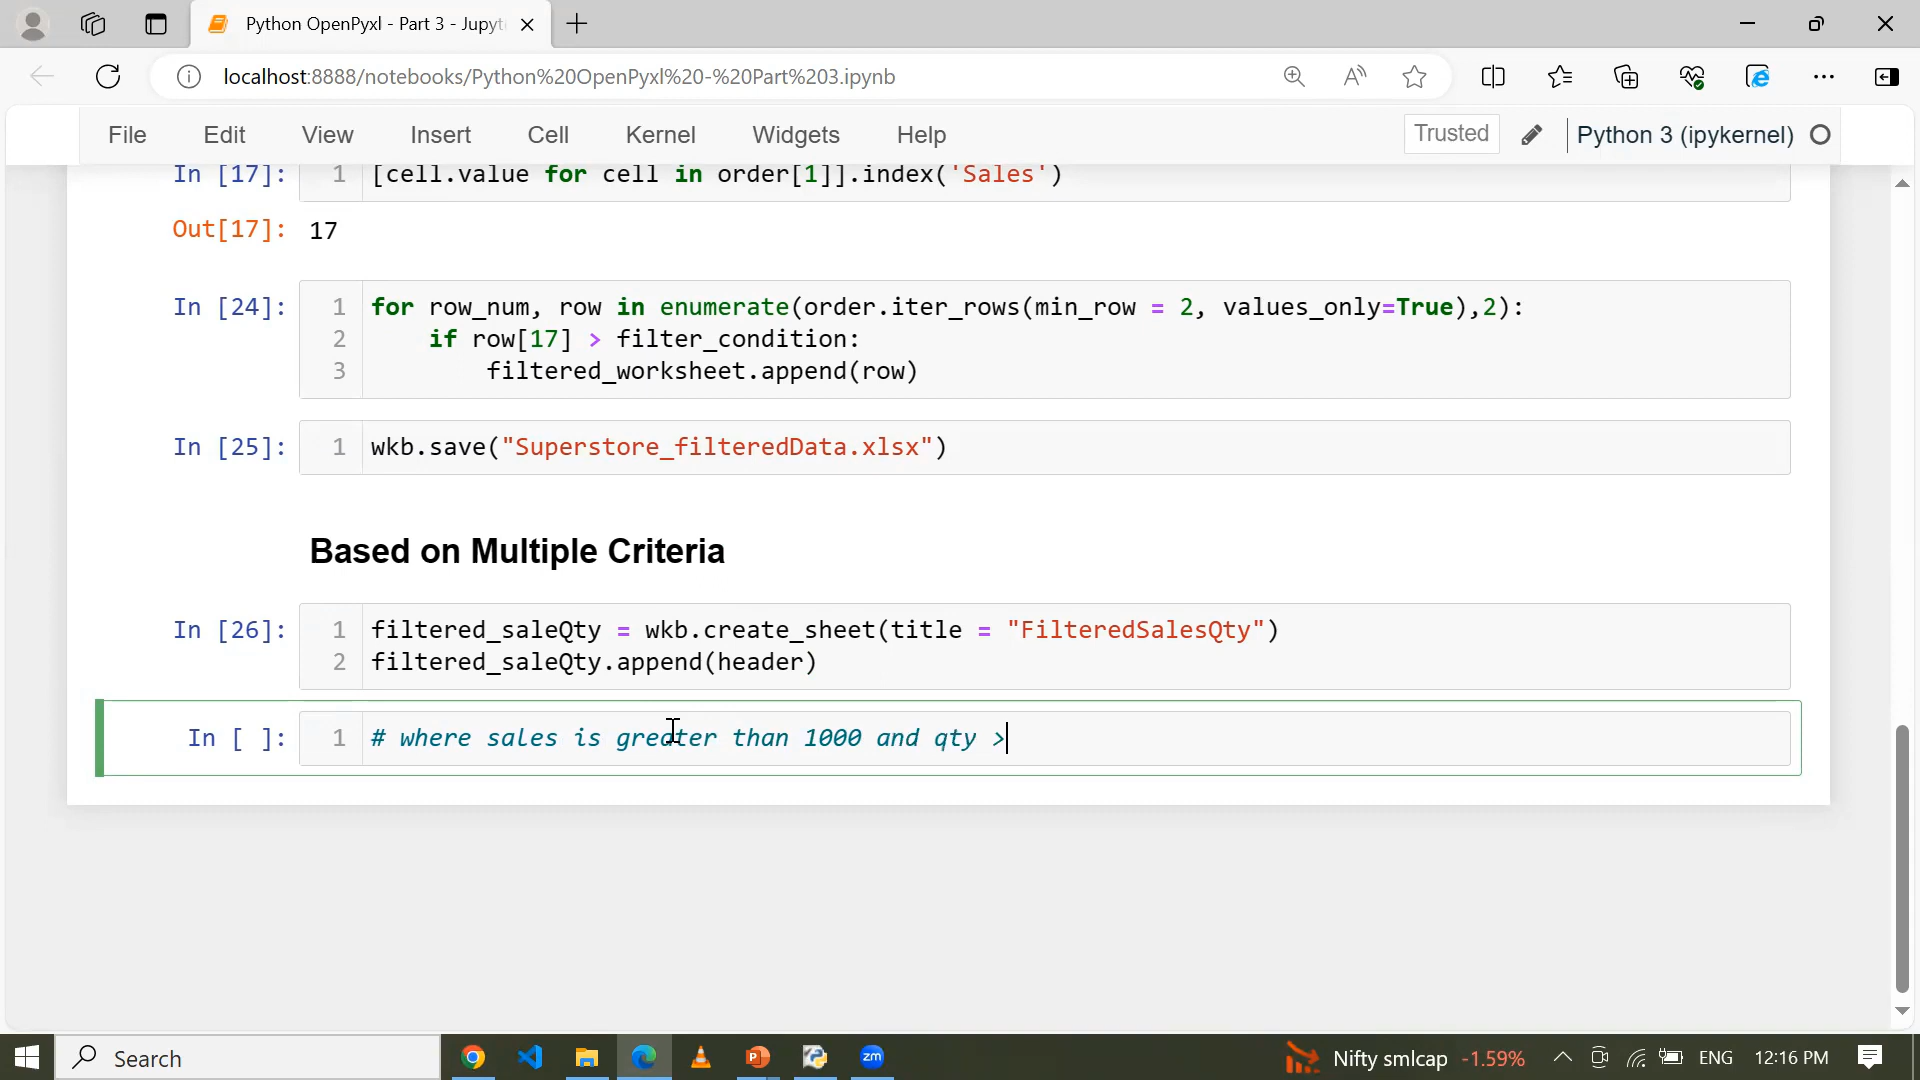 Python OpenPyxl - Part 3 - Jupyt
localhost:8888/notebooks/Python%20OpenPyxl%20-%20Part%203.ipynb
File Edit View Insert Cell Kernel Widgets Help Trusted Python 3 (ipykernel)
In [17]: 1 [cell.value for cell in order[1]].index('Sales')
Out[17]: 17
In [24]: 1 for row_num, row in enumerate(order.iter_rows(min_row = 2, values_only=True),2):
2 if row[17] > filter_condition:
3 filtered_worksheet.append(row)
In [25]: 1 wkb.save("Superstore_filteredData.xlsx")
Based on Multiple Criteria
In [26]: 1 filtered_saleQty = wkb.create_sheet(title = "FilteredSalesQty")
2 filtered_saleQty.append(header)
In [ ]: 1 # where sales is greater than 1000 and qty >
Search zm Nifty smlcap -1.59% ENG 12:16 PM